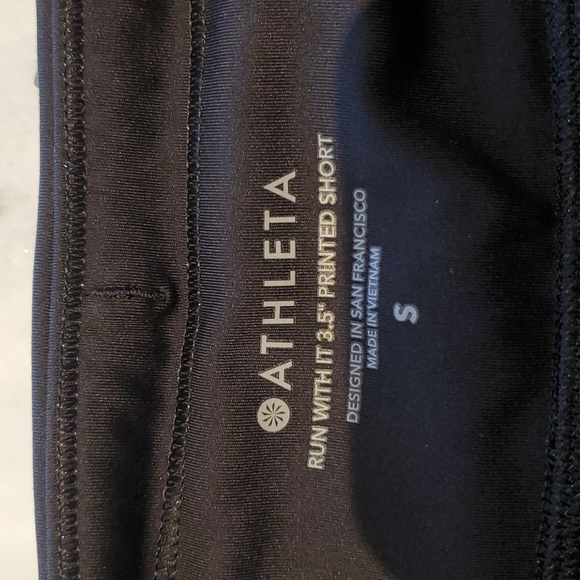 ATHLETA
RUN WITH IT 3.5" PRINTED SHORT
DESIGNED IN SAN FRANCISCO
MADE IN VIETNAM
S